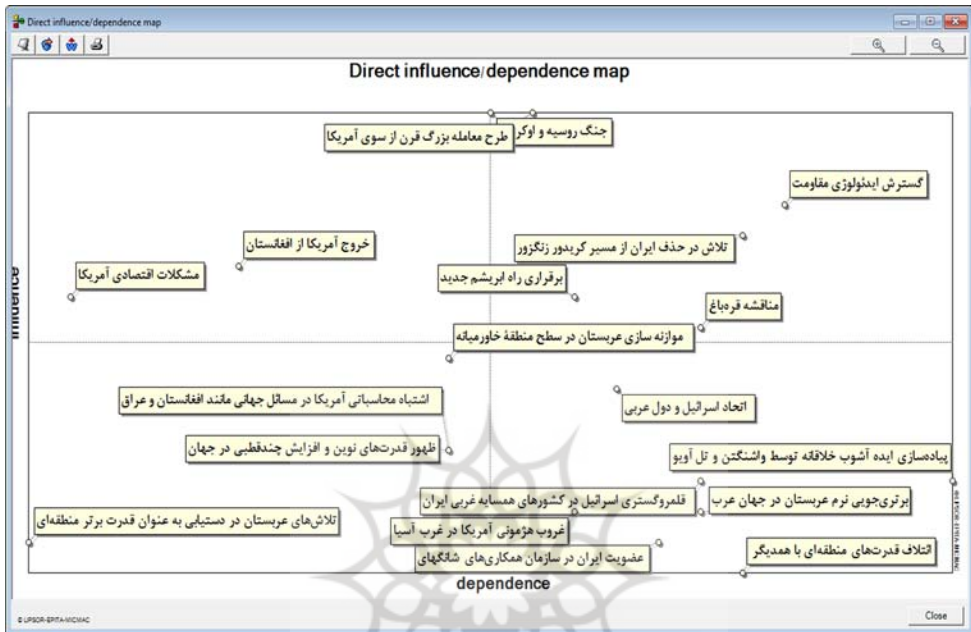 Direct influence/dependence map
Direct influence/dependence map
جنگ روسیه و اوکر
طرح معامله بزرگ قرن از سوی آمریکا
گسترش ایدئولوژی مقاومت
خروج آمریکا از افغانستان
تلاش در حذف ایران از مسیر کریدور زنگزور
مشکلات اقتصادی آمریکا
برقراری راه ابریشم جدید
مناقشه قره‌باغ
influence
موازنه سازی عربستان در سطح منطقهٔ خاورمیانه
اشتباه محاسباتی آمریکا در مسائل جهانی مانند افغانستان و عراق
اتحاد اسرائیل و دول عربی
ظهور قدرت‌های نوین و افزایش چندقطبی در جهان
پیاده‌سازی ایده آشوب خلاقانه توسط واشنگتن و تل آویو
قلمروگستری اسرائیل در کشورهای همسایه غربی ایران
برتری‌جویی نرم عربستان در جهان عرب
تلاش‌های عربستان در دستیابی به عنوان قدرت برتر منطقه‌ای
غروب هژمونی آمریکا در غرب آسیا
عضویت ایران در سازمان همکاری‌های شانگهای
ائتلاف قدرت‌های منطقه‌ای با همدیگر
dependence
© LIPSOR-EPITA-MICMAC
Close